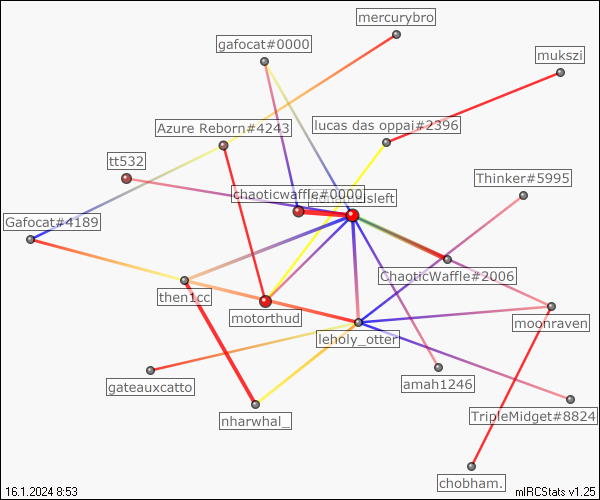 mercurybro
gafocat#0000
mukszi
Azure Reborn#4243
lucas das oppai#2396
tt532
Thinker#5995
chaoticwaffle#0000
Gafocat#4189
ChaoticWaffle#2006
then1cc
motorthud
moonraven
leholy_otter
gateauxcatto
amah1246
nharwhal_
TripleMidget#8824
chobham.
16.1.2024 8:53
mIRCStats v1.25